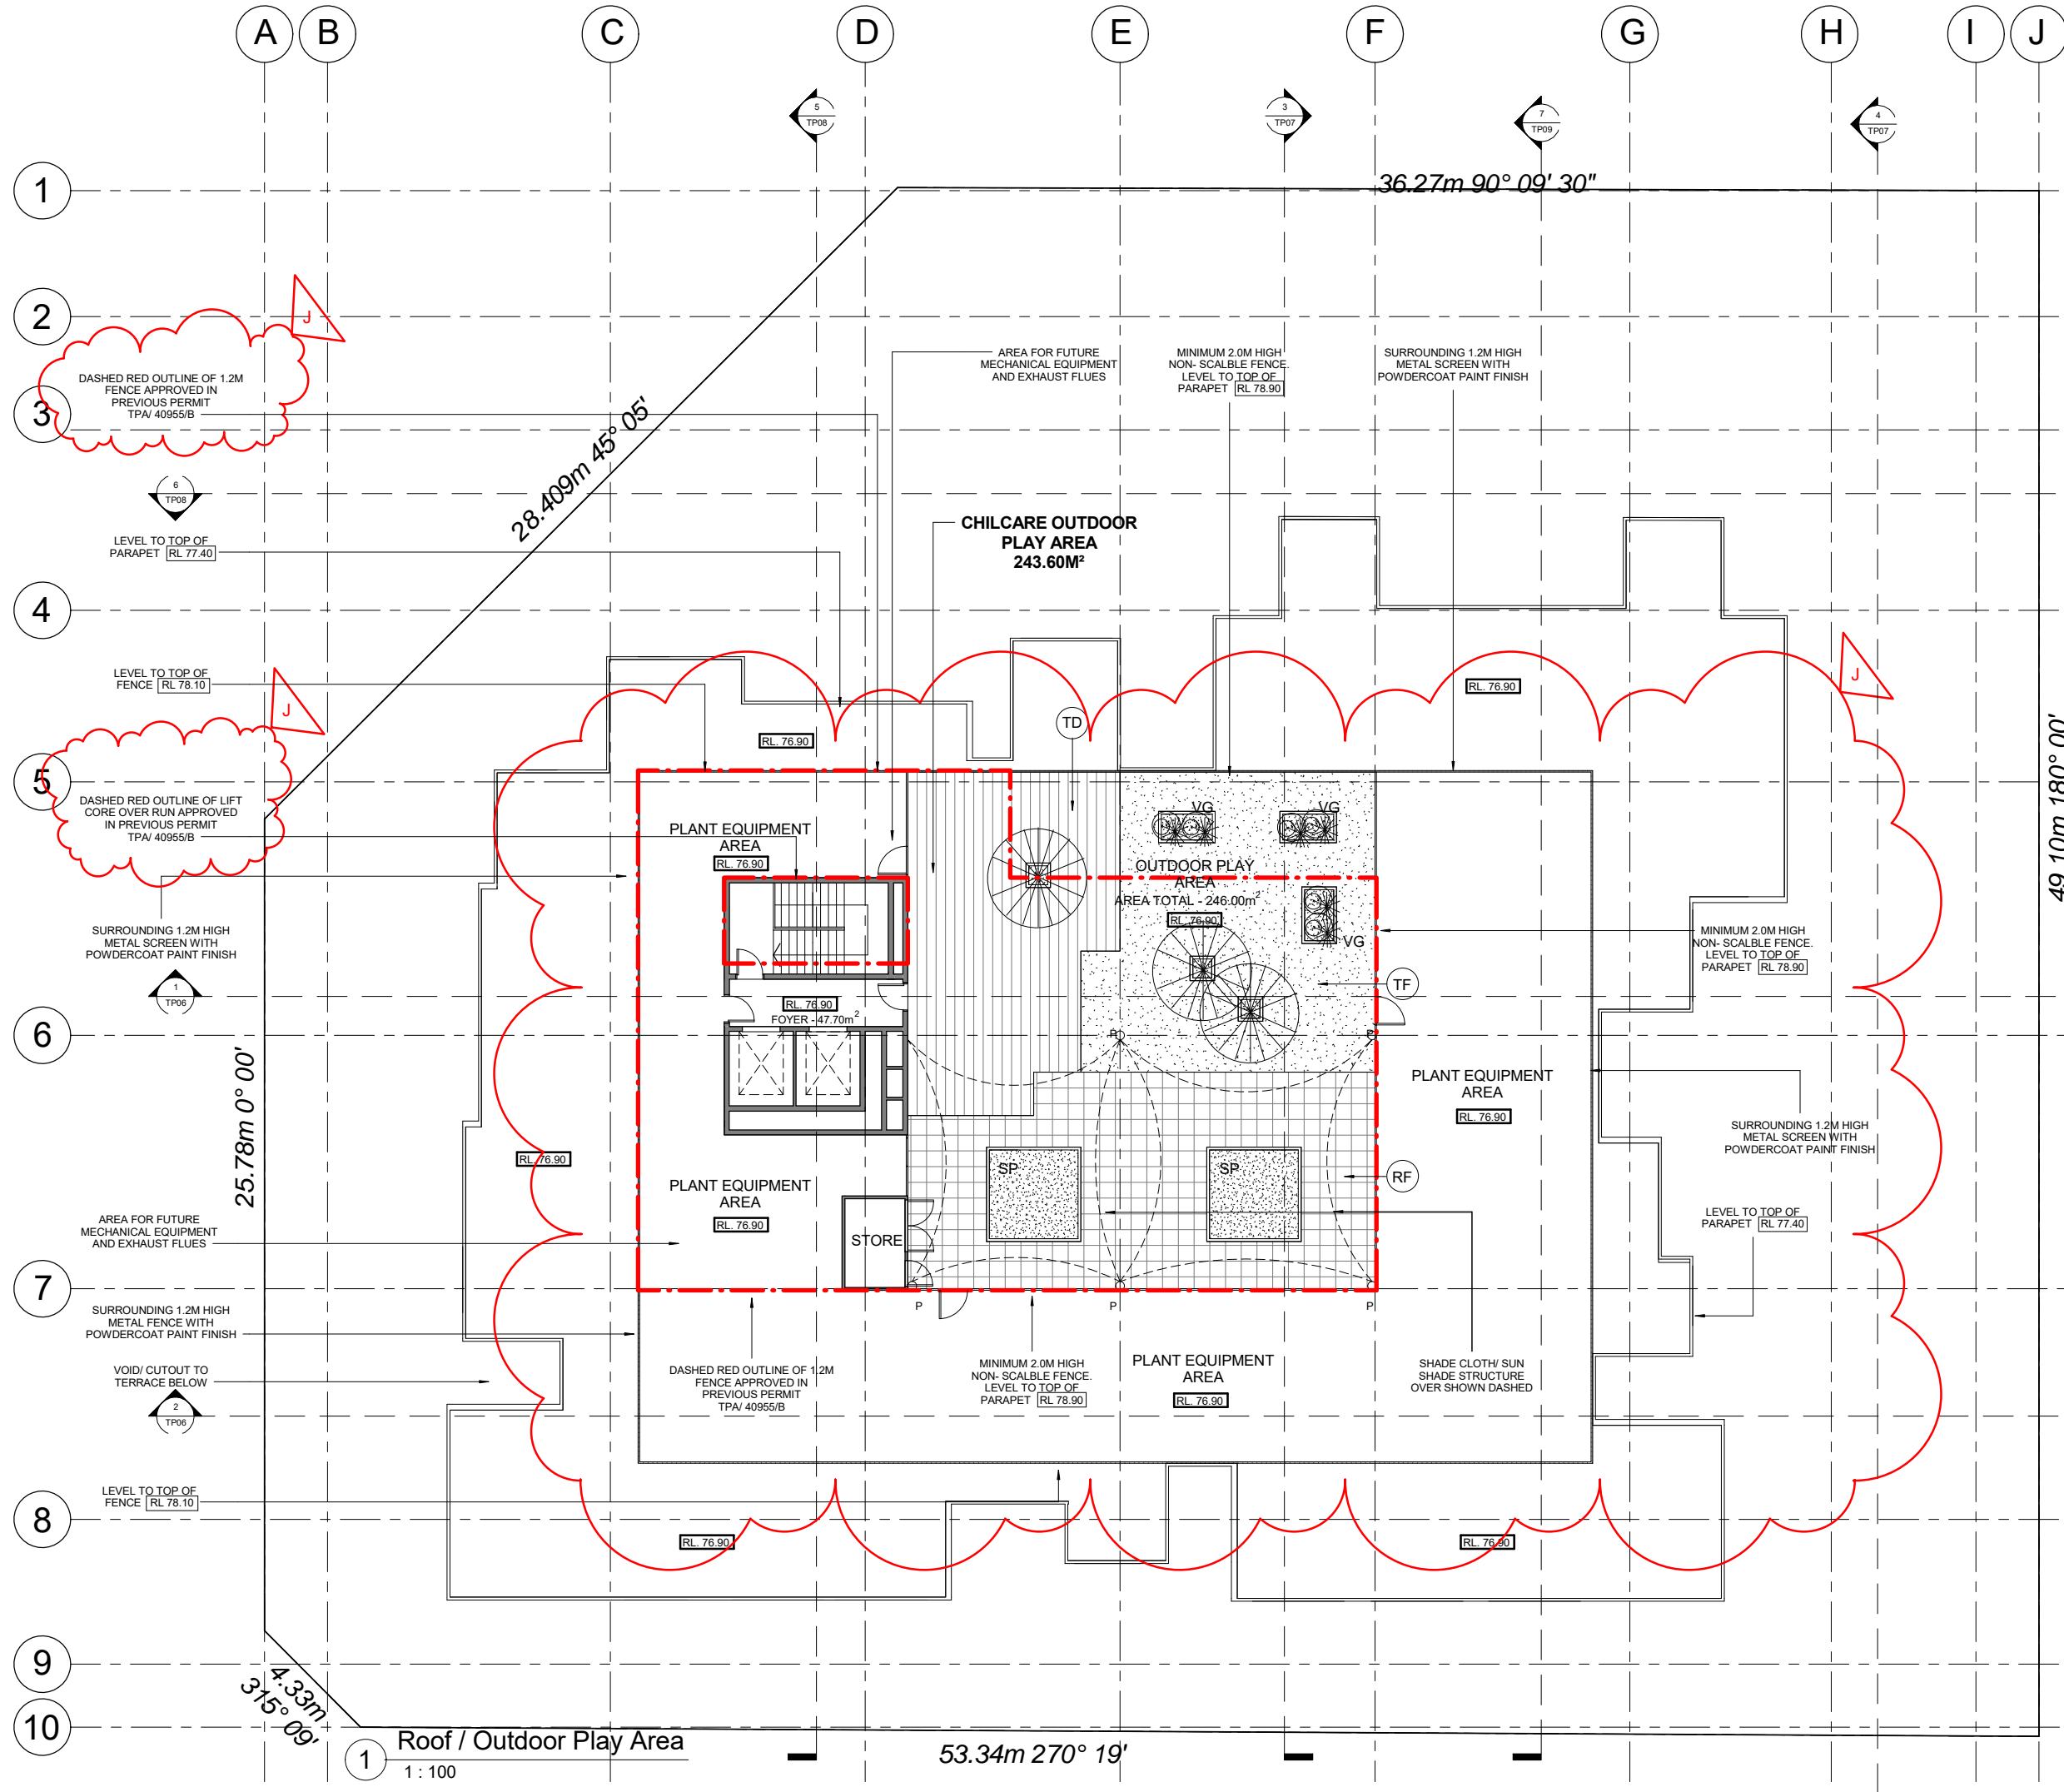 A
B
C
D
E
F
G
H
I
J
5
TP08
3
TP07
7
TP09
4
TP07
1
36.27m 90° 09' 30"
2
J
DASHED RED OUTLINE OF 1.2M
FENCE APPROVED IN
PREVIOUS PERMIT
TPA/ 40955/B
3
AREA FOR FUTURE
MECHANICAL EQUIPMENT
AND EXHAUST FLUES
MINIMUM 2.0M HIGH
NON- SCALBLE FENCE.
LEVEL TO TOP OF
PARAPET RL 78.90
SURROUNDING 1.2M HIGH
METAL SCREEN WITH
POWDERCOAT PAINT FINISH
28.409m 45° 05'
6
TP08
LEVEL TO TOP OF
PARAPET RL 77.40
CHILCARE OUTDOOR
PLAY AREA
243.60M²
4
LEVEL TO TOP OF
FENCE RL 78.10
J
J
RL. 76.90
RL. 76.90
TD
49.10m 180° 00'
5
DASHED RED OUTLINE OF LIFT
CORE OVER RUN APPROVED
IN PREVIOUS PERMIT
TPA/ 40955/B
PLANT EQUIPMENT
AREA
RL. 76.90
VG
VG
OUTDOOR PLAY
AREA
AREA TOTAL - 246.00m²
RL. 76.90
VG
SURROUNDING 1.2M HIGH
METAL SCREEN WITH
POWDERCOAT PAINT FINISH
MINIMUM 2.0M HIGH
NON- SCALBLE FENCE.
LEVEL TO TOP OF
PARAPET RL 78.90
1
TP06
TF
RL. 76.90
FOYER - 47.70m²
6
P
P
25.78m 0° 00'
PLANT EQUIPMENT
AREA
RL. 76.90
SURROUNDING 1.2M HIGH
METAL SCREEN WITH
POWDERCOAT PAINT FINISH
RL. 76.90
SP
SP
RF
PLANT EQUIPMENT
AREA
RL. 76.90
LEVEL TO TOP OF
PARAPET RL 77.40
AREA FOR FUTURE
MECHANICAL EQUIPMENT
AND EXHAUST FLUES
STORE
7
P
P
P
SURROUNDING 1.2M HIGH
METAL FENCE WITH
POWDERCOAT PAINT FINISH
VOID/ CUTOUT TO
TERRACE BELOW
DASHED RED OUTLINE OF 1.2M
FENCE APPROVED IN
PREVIOUS PERMIT
TPA/ 40955/B
MINIMUM 2.0M HIGH
NON- SCALBLE FENCE.
LEVEL TO TOP OF
PARAPET RL 78.90
PLANT EQUIPMENT
AREA
RL. 76.90
SHADE CLOTH/ SUN
SHADE STRUCTURE
OVER SHOWN DASHED
2
TP06
LEVEL TO TOP OF
FENCE RL 78.10
8
RL. 76.90
RL. 76.90
9
4.33m
315° 09'
10
1
Roof / Outdoor Play Area
1 : 100
53.34m 270° 19'